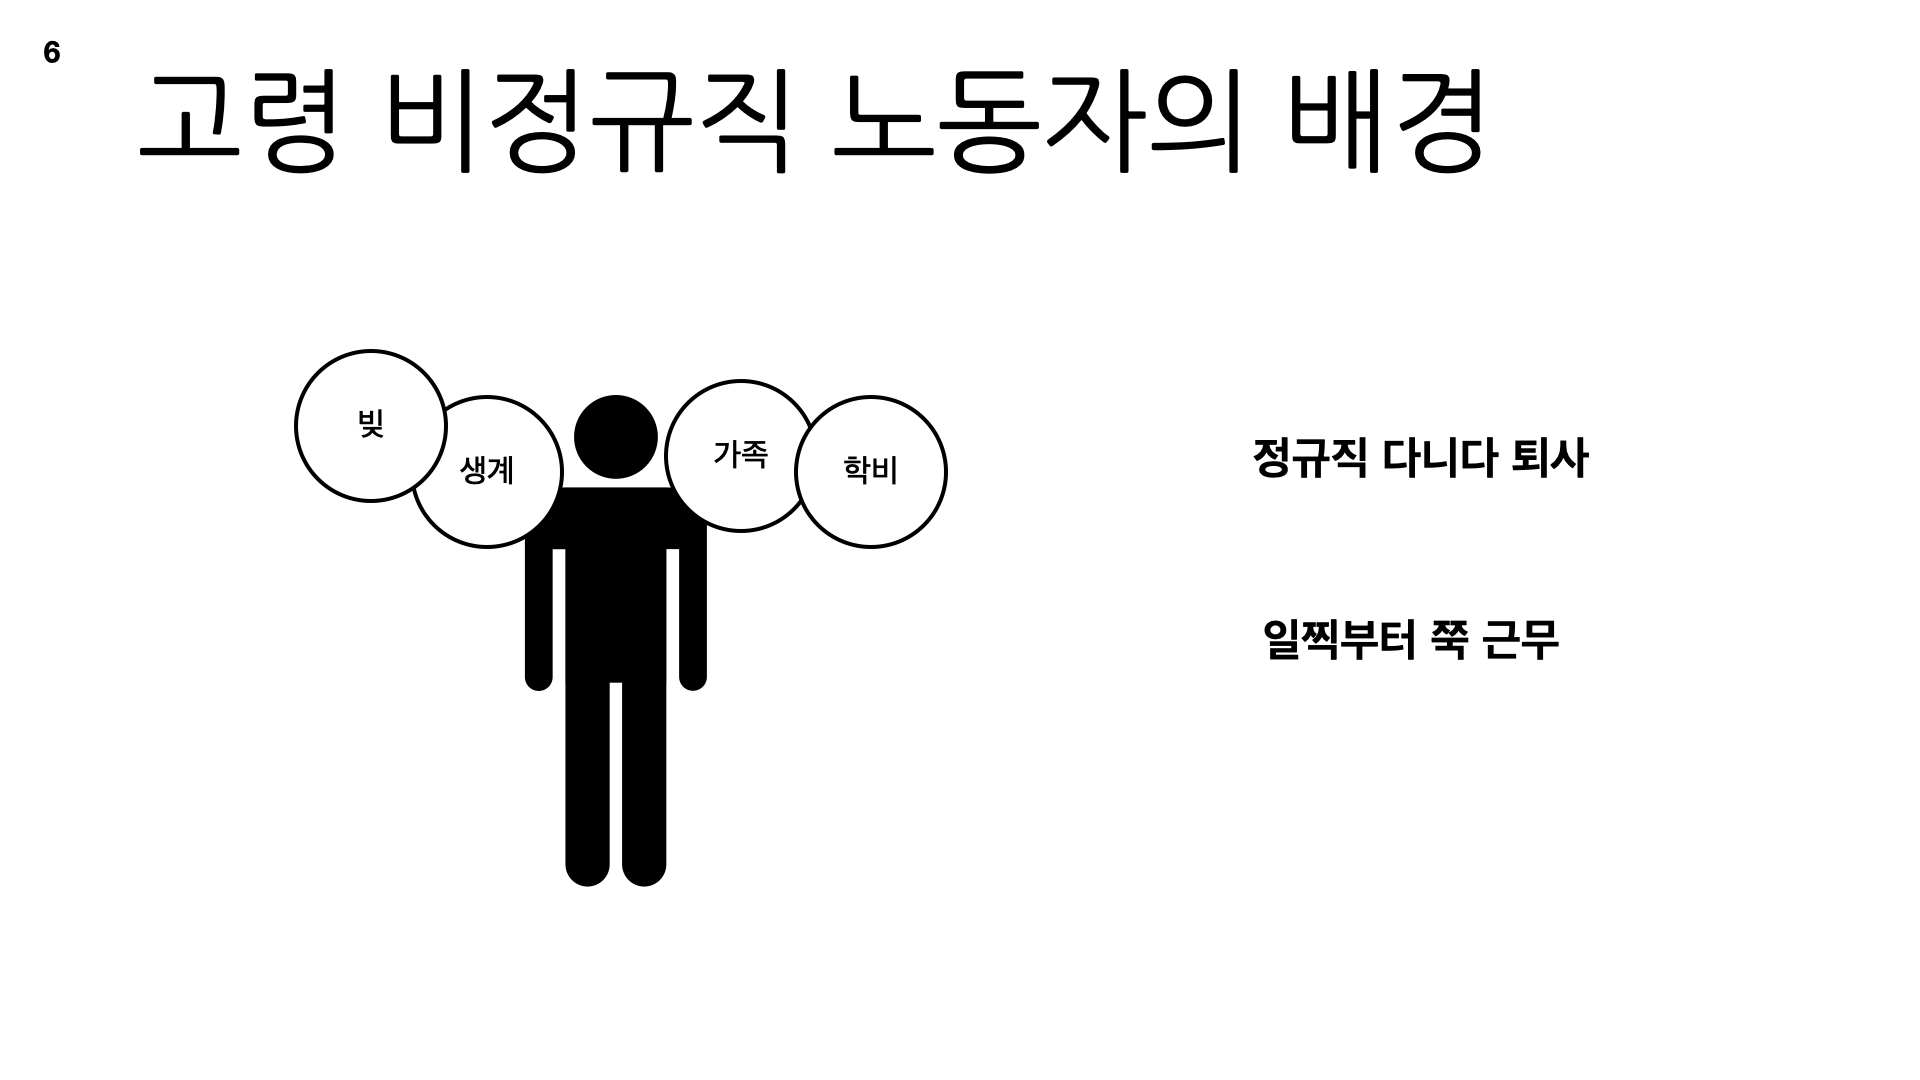 6
고령 비정규직 노동자의 배경
빚
생계
가족
학비
정규직 다니다 퇴사
일찍부터 쭉 근무